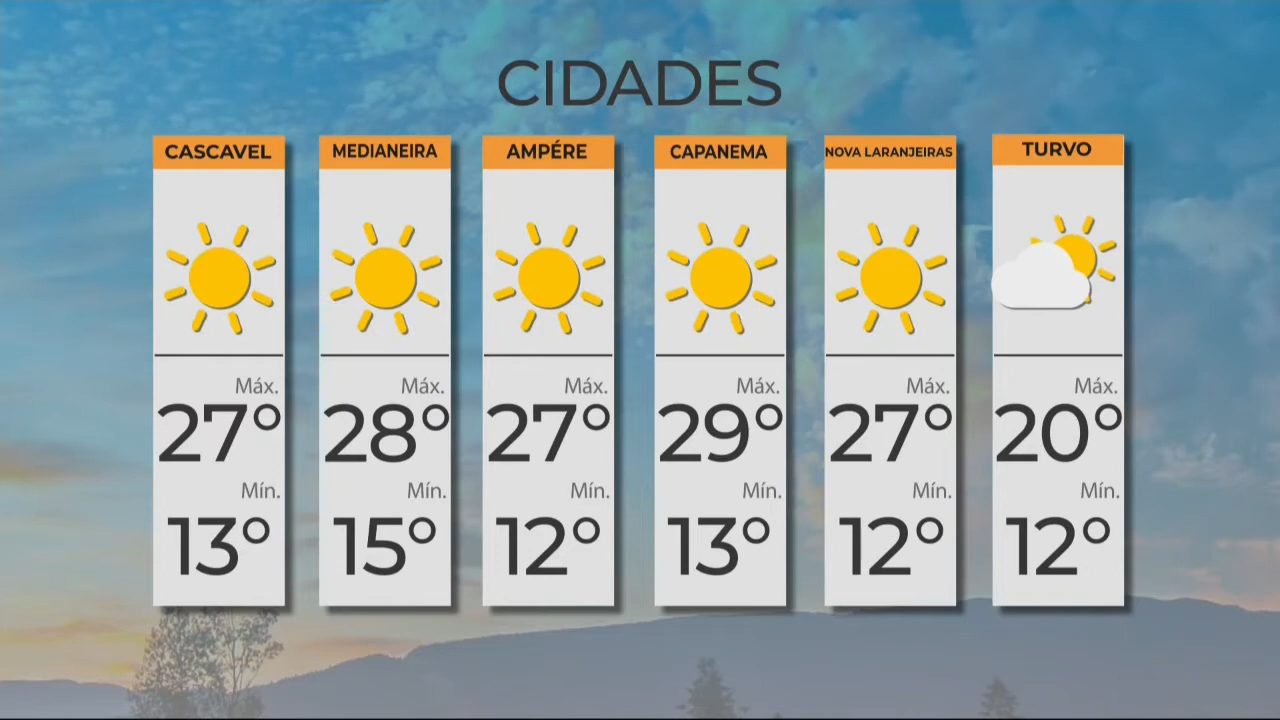 CIDADES
CASCAVEL
Máx.
27°
Mín.
13°
MEDIANEIRA
Máx.
28°
Mín.
15°
AMPÉRE
Máx.
27°
Mín.
12°
CAPANEMA
Máx.
29°
Mín.
13°
NOVA LARANJEIRAS
Máx.
27°
Mín.
12°
TURVO
Máx.
20°
Mín.
12°